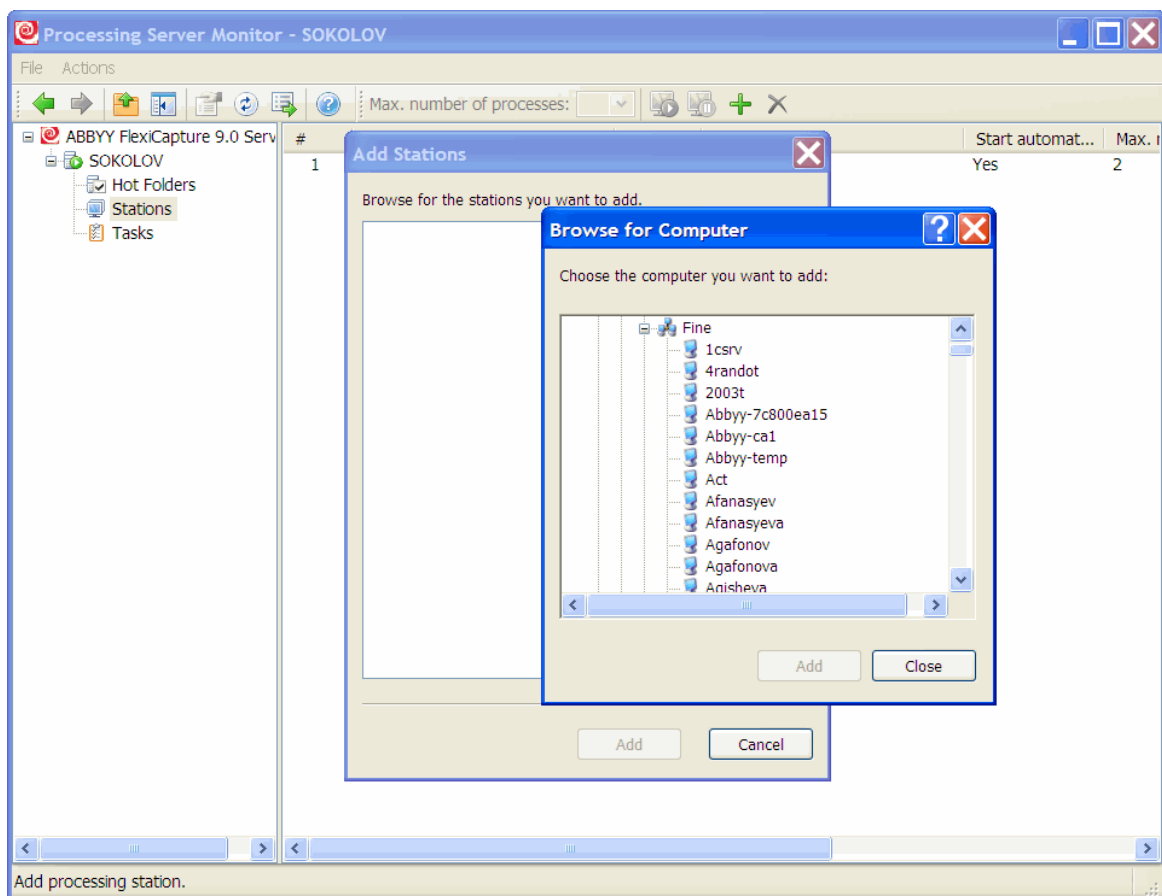 Processing Server Monitor - SOKOLOV
File Actions
Max. number of processes:
ABBYY FlexiCapture 9.0 Serv
SOKOLOV
Hot Folders
Stations
Tasks
# Start automat... Max. r
1 Yes 2
Add Stations
Browse for the stations you want to add.
Add Cancel
Browse for Computer
Choose the computer you want to add:
Fine
1csrv
4randot
2003t
Abbyy-7c800ea15
Abbyy-ca1
Abbyy-temp
Act
Afanasyev
Afanasyeva
Agafonov
Agafonova
Agisheva
Add Close
Add processing station.